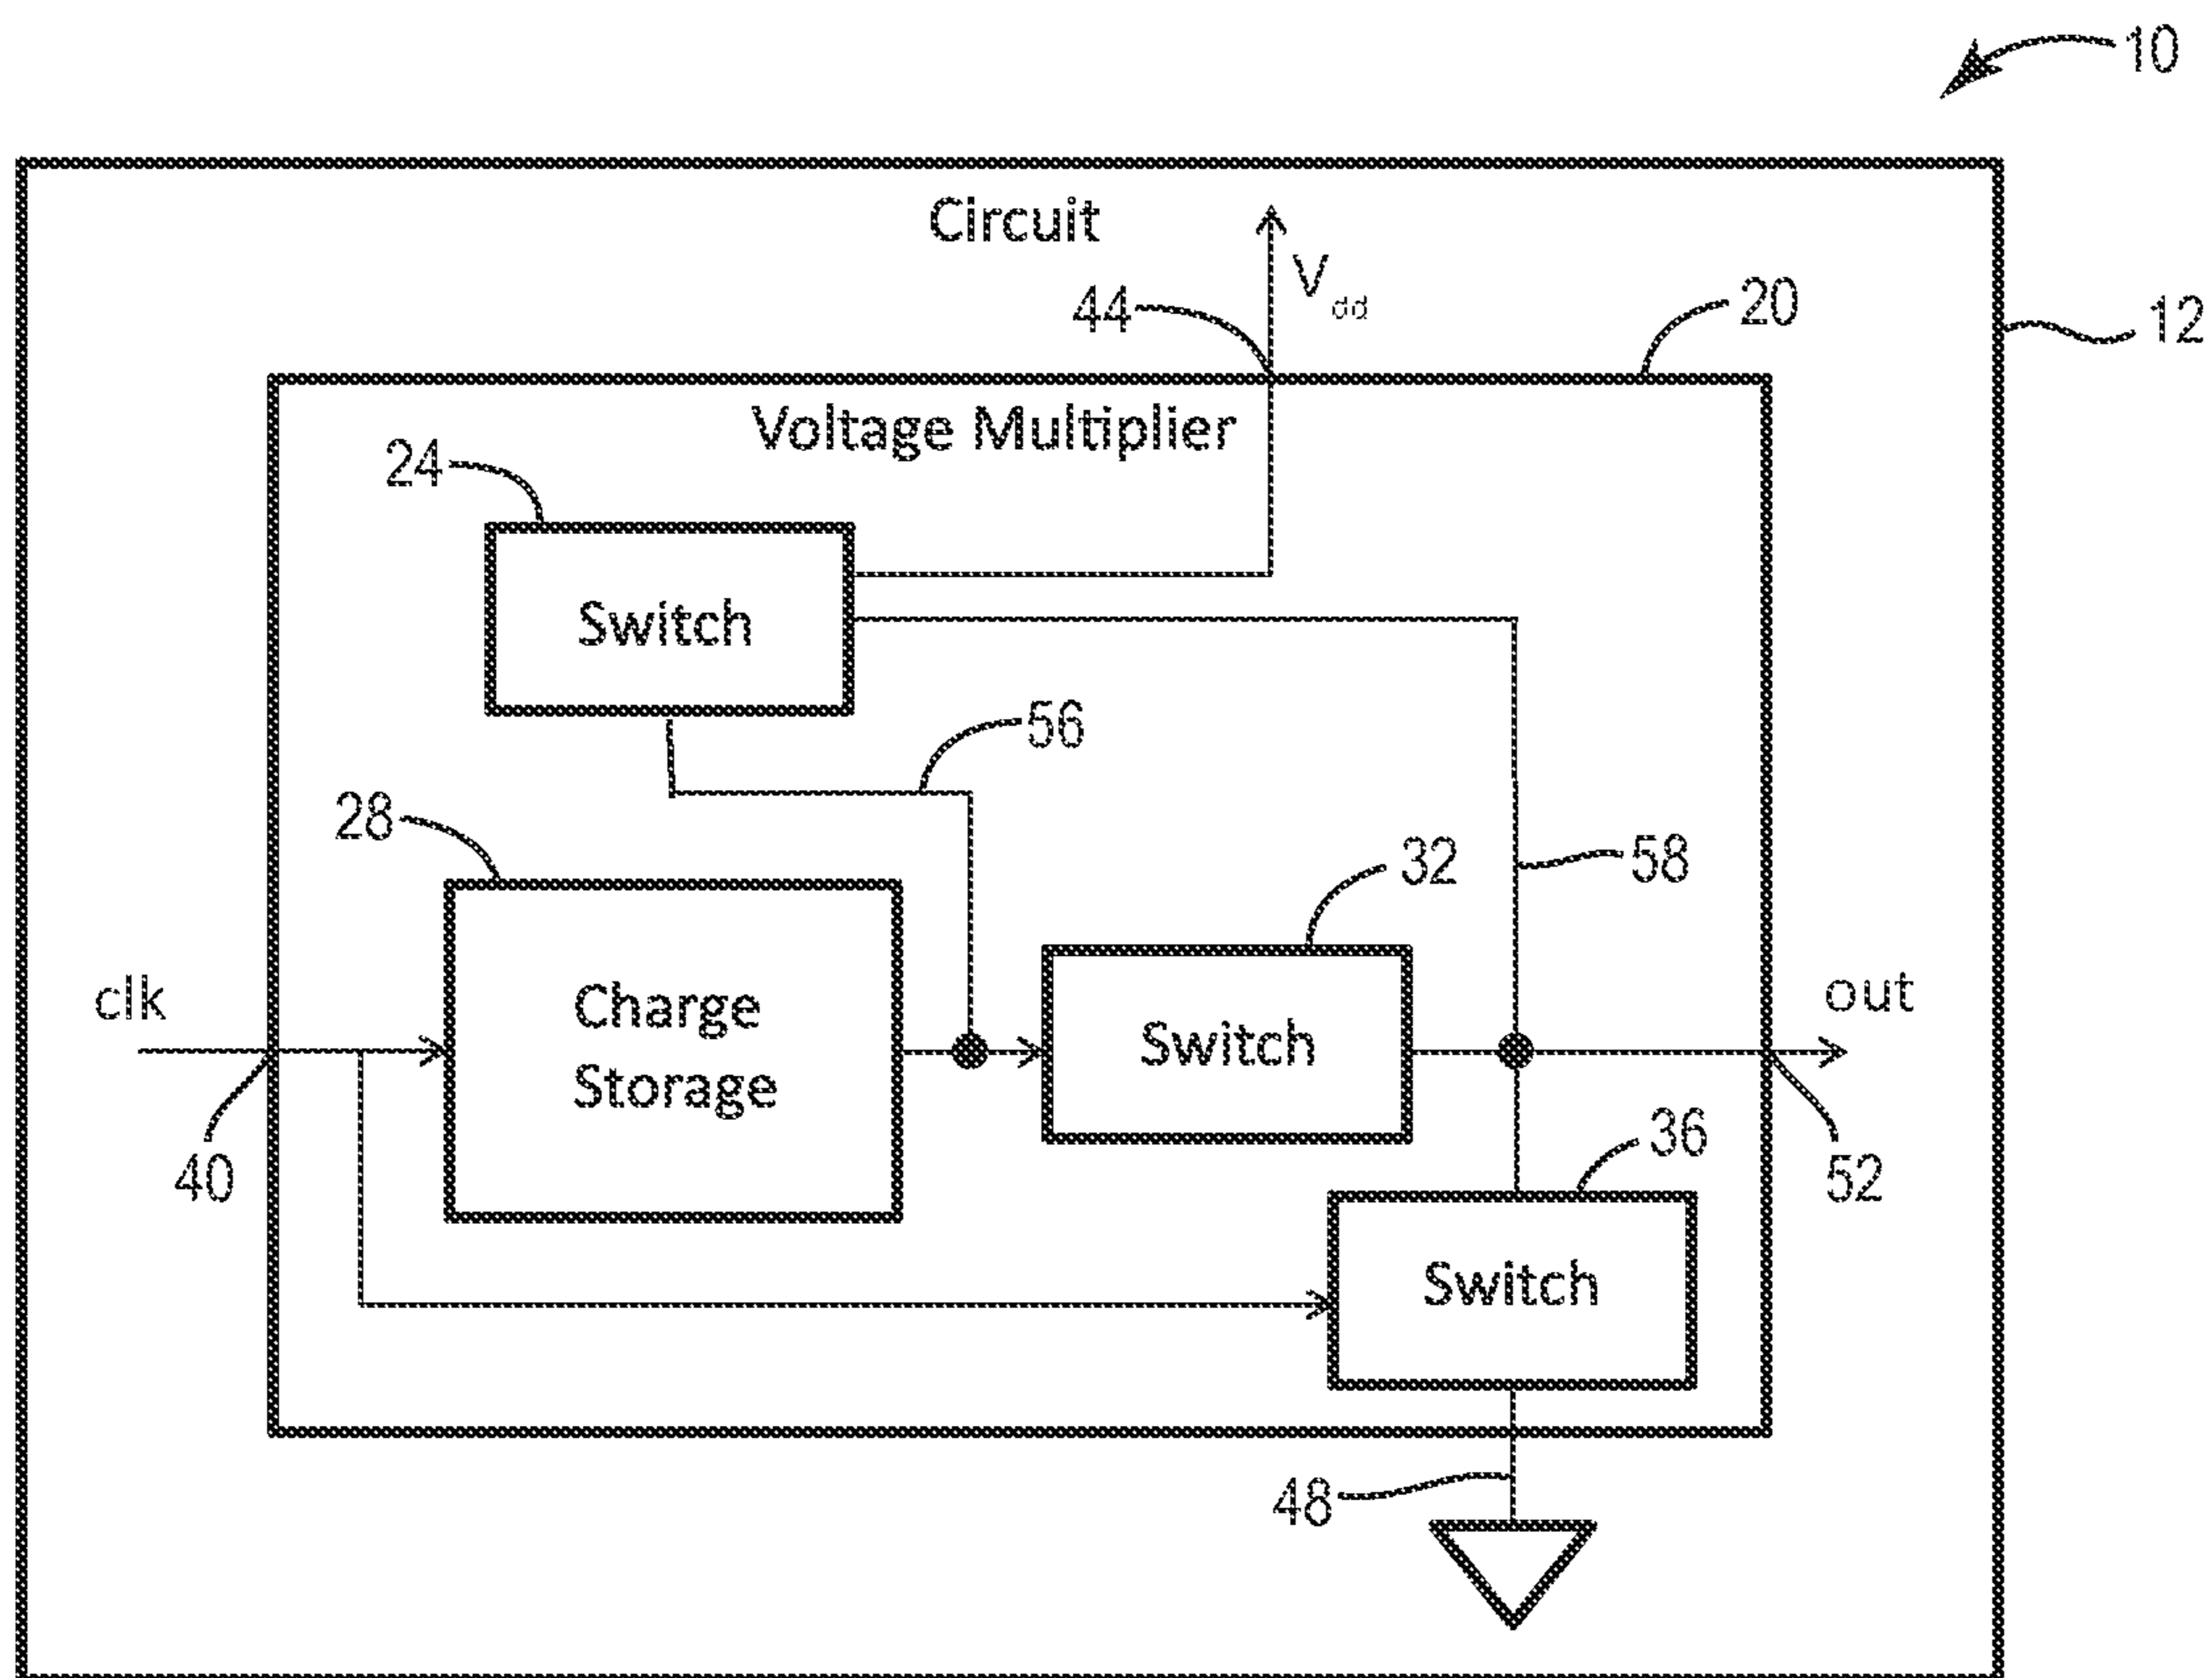 10
Circuit
Vdd
44
20
12
Voltage Multiplier
24
Switch
56
28
32
58
clk
Charge
Storage
Switch
out
40
36
52
Switch
48